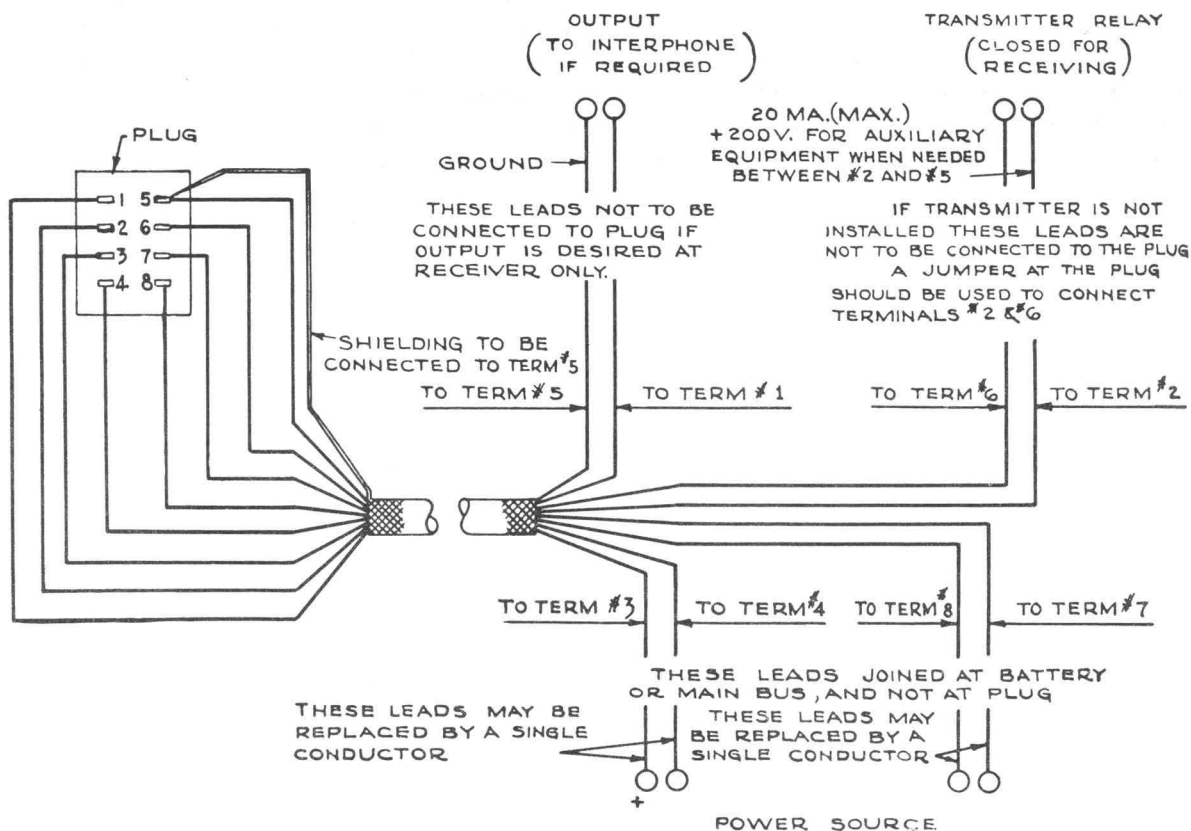 OUTPUT
(TO INTERPHONE
IF REQUIRED)
TRANSMITTER RELAY
(CLOSED FOR
RECEIVING)
PLUG
1 5
2 6
3 7
4 8
GROUND
20 MA.(MAX.)
+200V. FOR AUXILIARY
EQUIPMENT WHEN NEEDED
BETWEEN #2 AND #5
THESE LEADS NOT TO BE
CONNECTED TO PLUG IF
OUTPUT IS DESIRED AT
RECEIVER ONLY.
IF TRANSMITTER IS NOT
INSTALLED THESE LEADS ARE
NOT TO BE CONNECTED TO THE PLUG
A JUMPER AT THE PLUG
SHOULD BE USED TO CONNECT
TERMINALS #2 & #6
SHIELDING TO BE
CONNECTED TO TERM #5
TO TERM #5
TO TERM #1
TO TERM #6
TO TERM #2
TO TERM #3
TO TERM #4
TO TERM #8
TO TERM #7
THESE LEADS JOINED AT BATTERY
OR MAIN BUS, AND NOT AT PLUG
THESE LEADS MAY BE
REPLACED BY A SINGLE
CONDUCTOR
THESE LEADS MAY
BE REPLACED BY A
SINGLE CONDUCTOR
+
POWER SOURCE